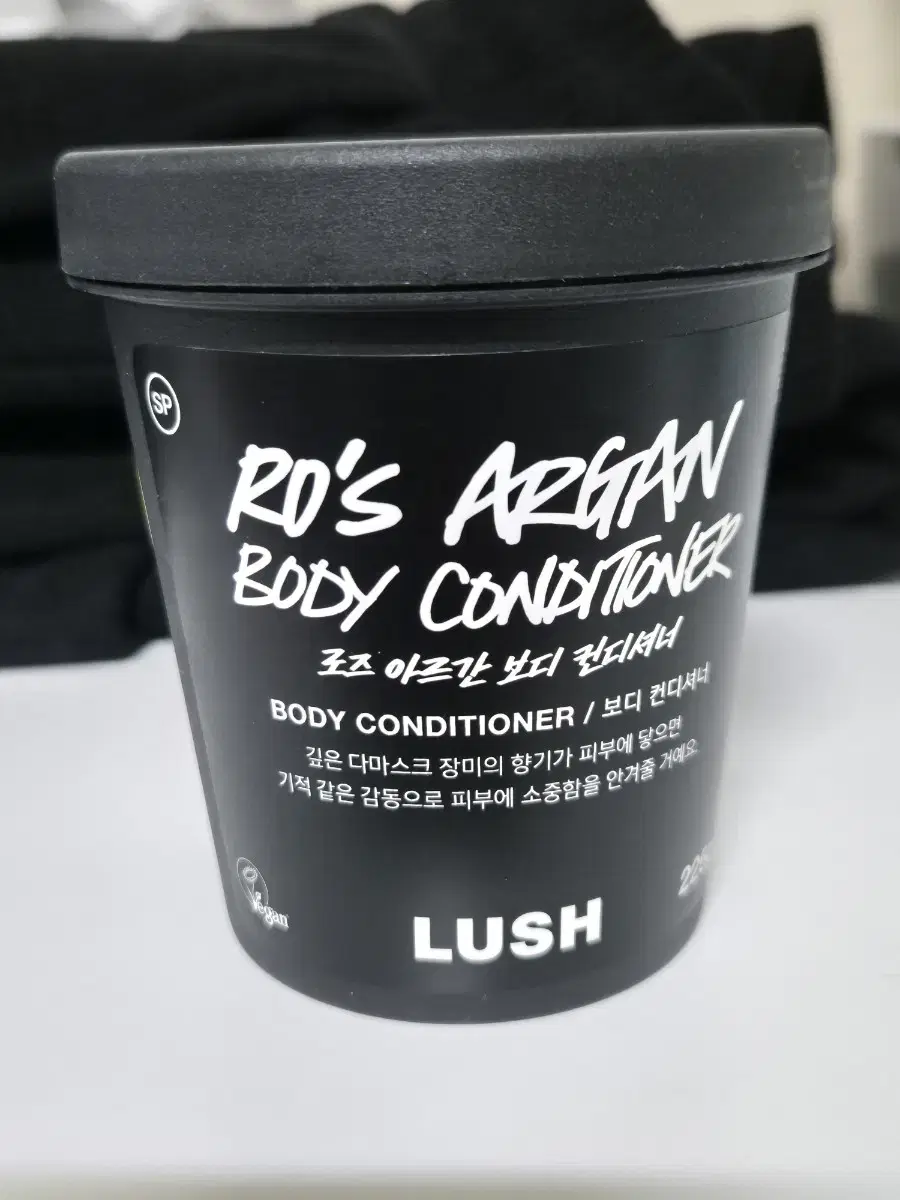 SP
RO'S ARGAN
BODY CONDITIONER
로즈 아르간 보디 컨디셔너
BODY CONDITIONER / 보디 컨디셔너
깊은 다마스크 장미의 향기가 피부에 닿으면
기적 같은 감동으로 피부에 소중함을 안겨줄 거예요.
Vegan
LUSH